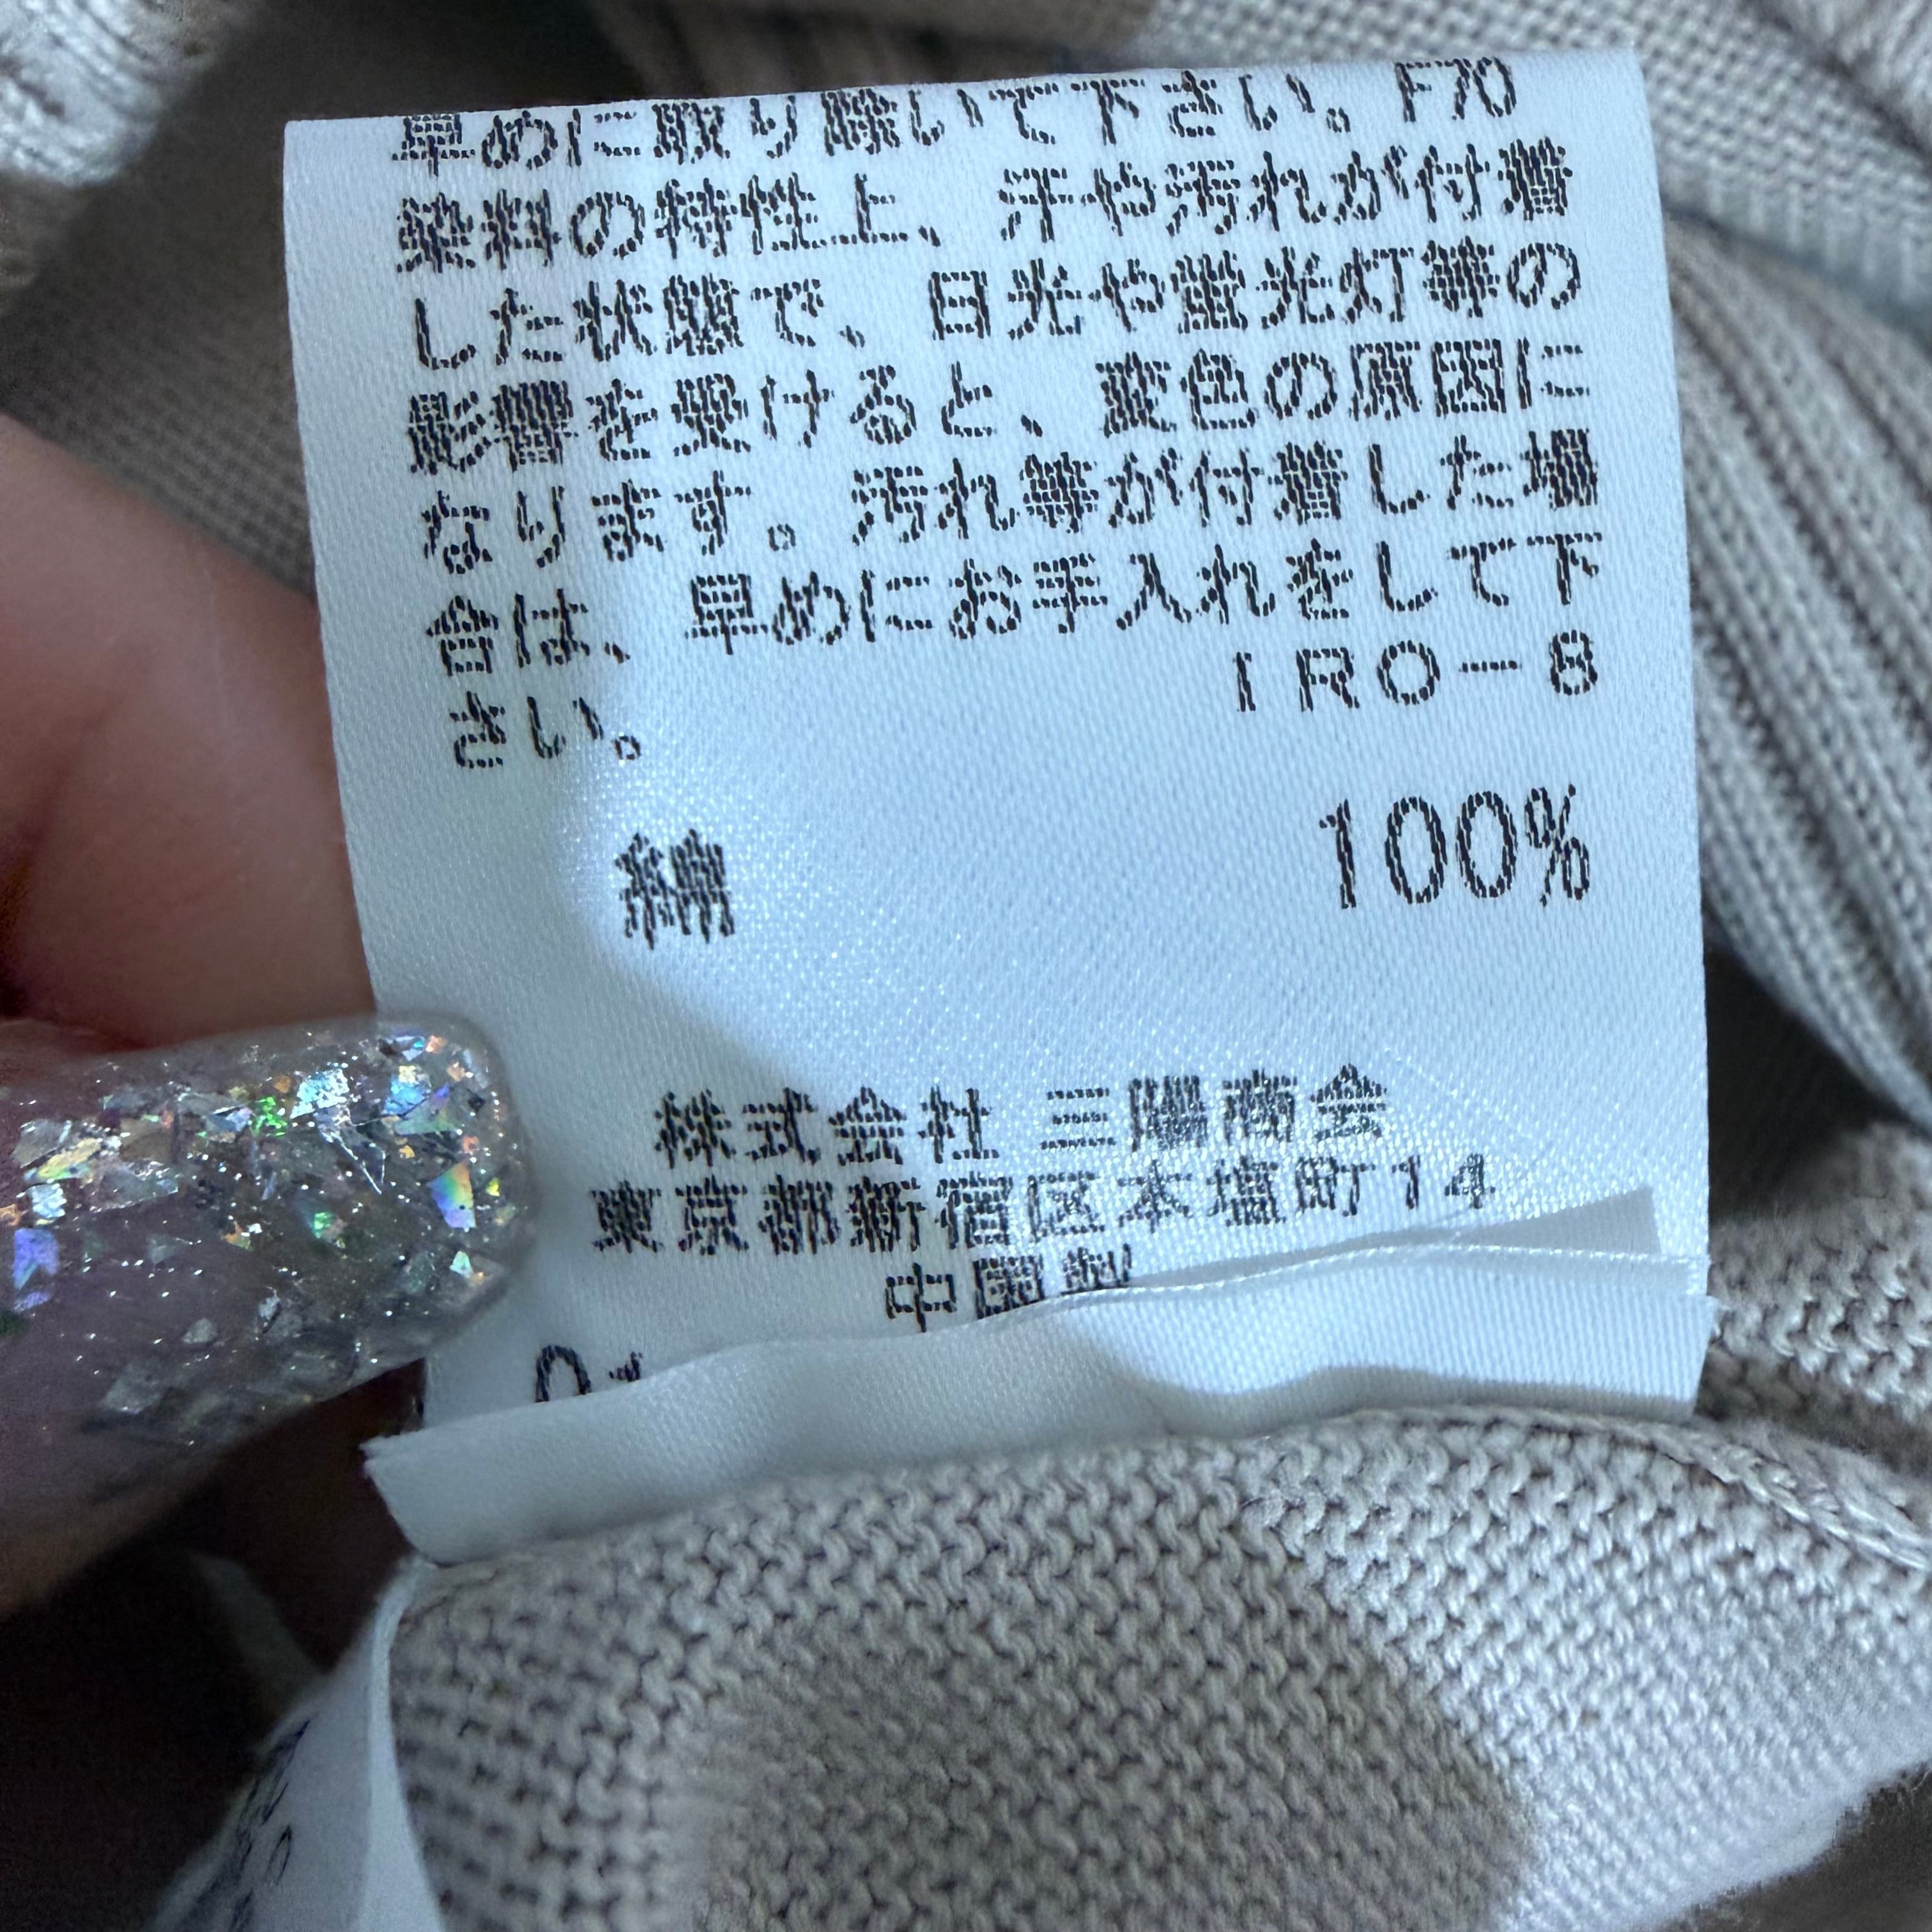 早めに取り除いて下さい。F70
染料の特性上、汗や汚れが付着
した状態で、日光や蛍光灯等の
影響を受けると、変色の原因に
なります。汚れ等が付着した場
合は、早めにお手入れをして下
さい。
IRO-8
綿 100%
株式会社 三陽商会
東京都新宿区本塩町14
中国製